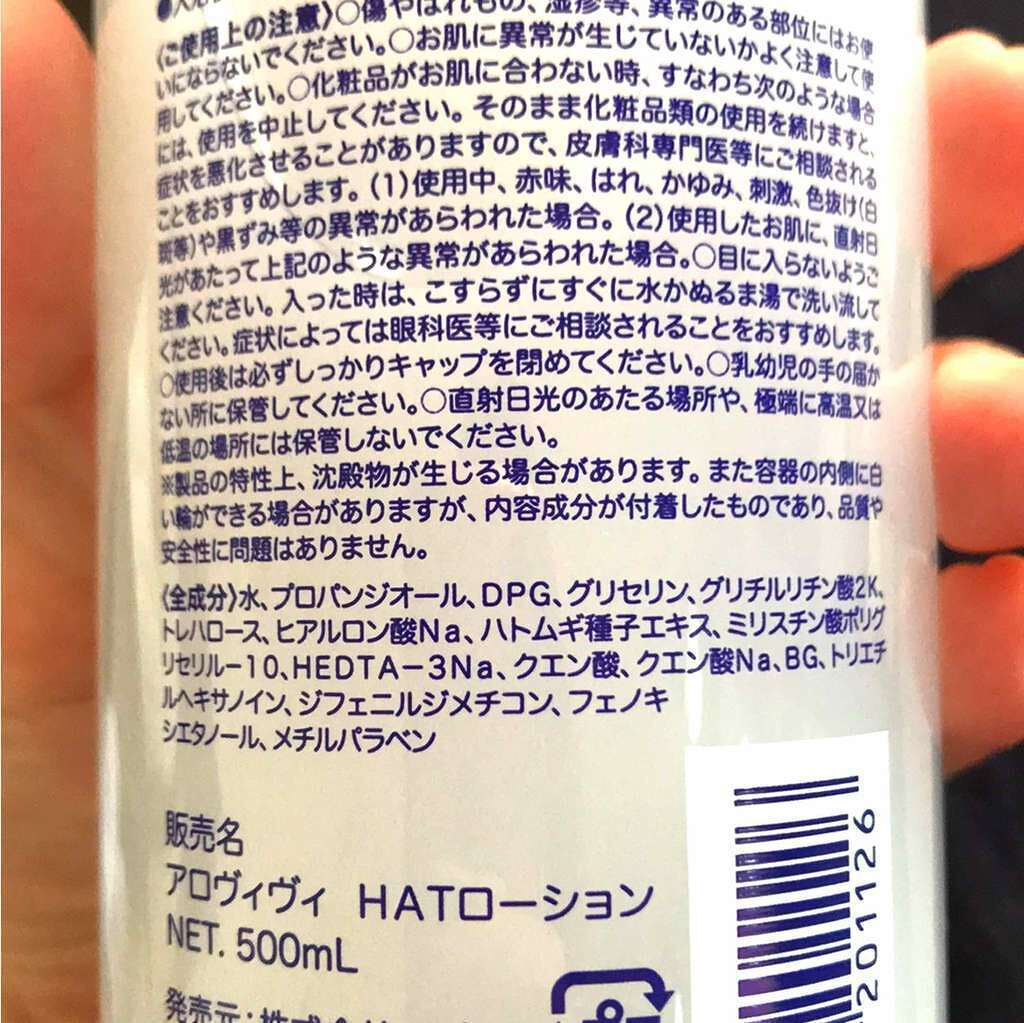 〈ご使用上の注意〉○傷やはれもの、湿疹等、異常のある部位にはお使
いにならないでください。○お肌に異常が生じていないかよく注意して使
用してください。○化粧品がお肌に合わない時、すなわち次のような場合
には、使用を中止してください。そのまま化粧品類の使用を続けますと、
症状を悪化させることがありますので、皮膚科専門医等にご相談される
ことをおすすめします。(1)使用中、赤味、はれ、かゆみ、刺激、色抜け(白
斑等)や黒ずみ等の異常があらわれた場合。(2)使用したお肌に、直射日
光があたって上記のような異常があらわれた場合。○目に入らないようご
注意ください。入った時は、こすらずにすぐに水かぬるま湯で洗い流して
ください。症状によっては眼科医等にご相談されることをおすすめします。
○使用後は必ずしっかりキャップを閉めてください。○乳幼児の手の届か
ない所に保管してください。○直射日光のあたる場所や、極端に高温又は
低温の場所には保管しないでください。
※製品の特性上、沈殿物が生じる場合があります。また容器の内側に白
い輪ができる場合がありますが、内容成分が付着したものであり、品質や
安全性に問題はありません。
〈全成分〉水、プロパンジオール、DPG、グリセリン、グリチルリチン酸2K、
トレハロース、ヒアルロン酸Na、ハトムギ種子エキス、ミリスチン酸ポリグ
リセリル－10、HEDTA－3Na、クエン酸、クエン酸Na、BG、トリエチ
ルヘキサノイン、ジフェニルジメチコン、フェノキ
シエタノール、メチルパラベン
販売名
アロヴィヴィ HATローション
NET. 500mL
発売元:株式会
201126